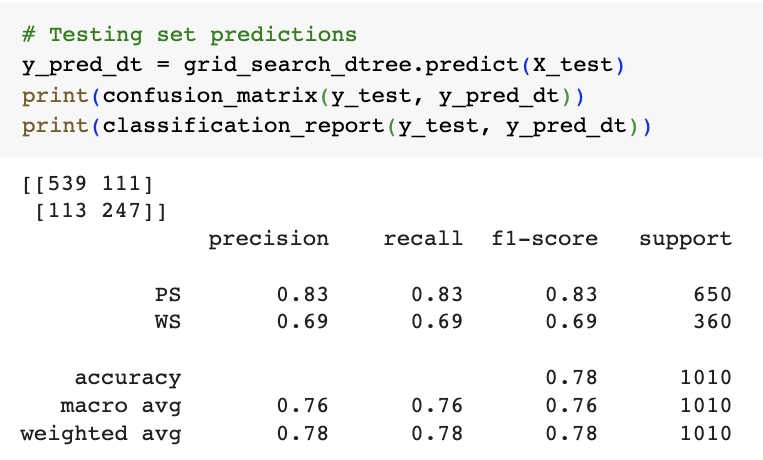 # Testing set predictions
y_pred_dt = grid_search_dtree.predict(X_test)
print(confusion_matrix(y_test, y_pred_dt))
print(classification_report(y_test, y_pred_dt))
[[539 111]
 [113 247]]
              precision    recall  f1-score   support

          PS       0.83      0.83      0.83       650
          WS       0.69      0.69      0.69       360

    accuracy                           0.78      1010
   macro avg       0.76      0.76      0.76      1010
weighted avg       0.78      0.78      0.78      1010